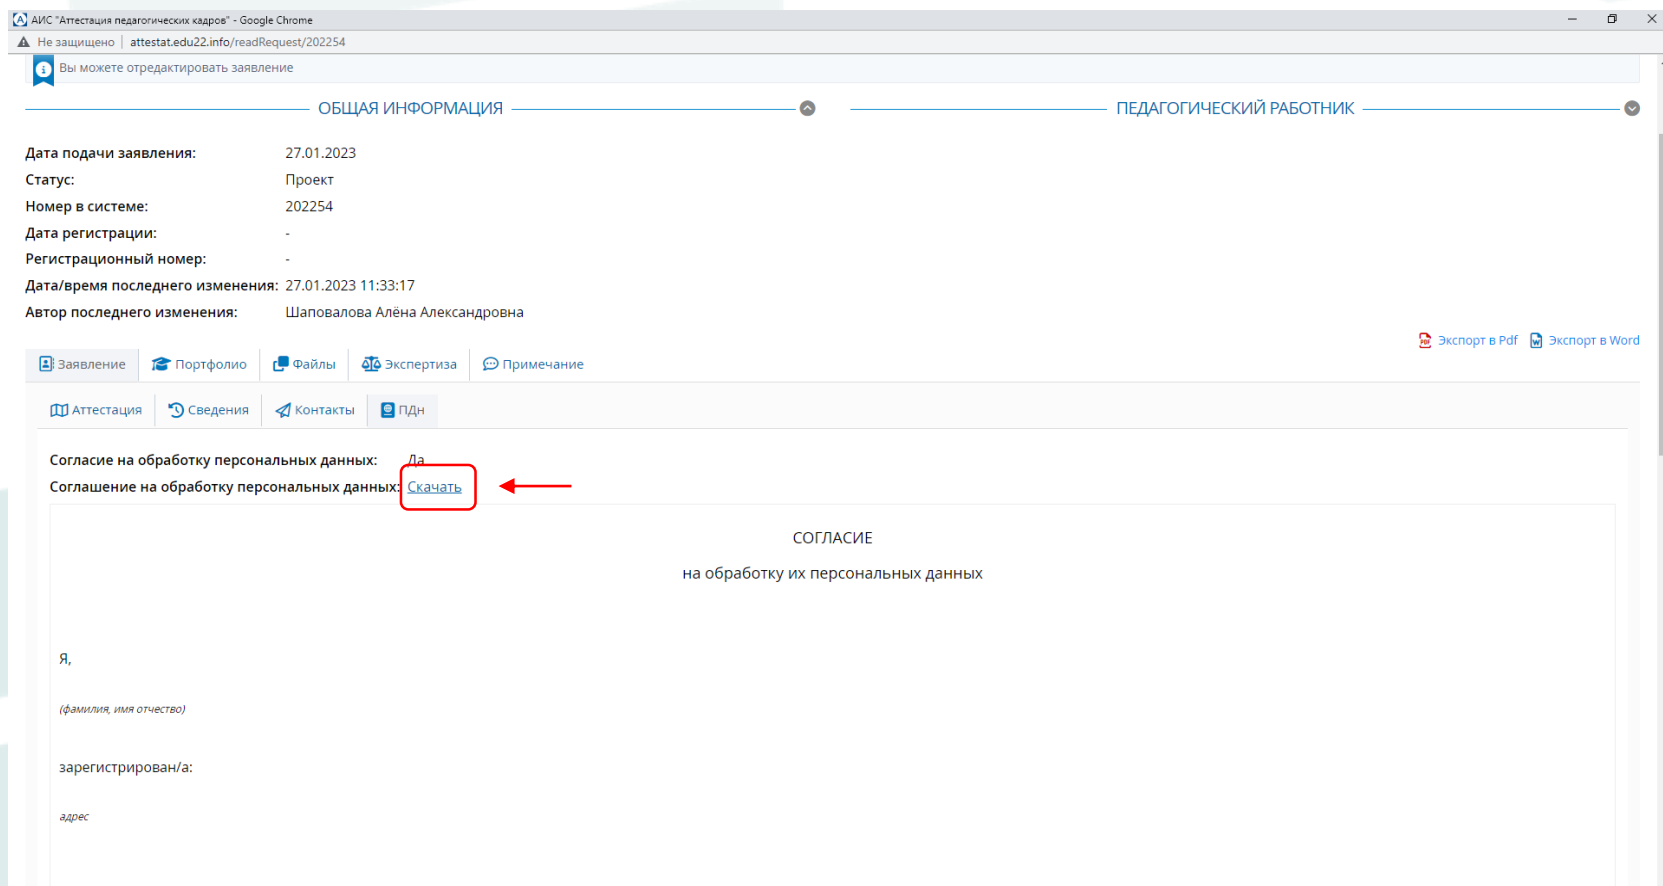 АИС "Аттестация педагогических кадров" - Google Chrome
Не защищено | attestat.edu22.info/readRequest/202254
Вы можете отредактировать заявление
ОБЩАЯ ИНФОРМАЦИЯ
ПЕДАГОГИЧЕСКИЙ РАБОТНИК
Дата подачи заявления: 27.01.2023
Статус: Проект
Номер в системе: 202254
Дата регистрации: -
Регистрационный номер: -
Дата/время последнего изменения: 27.01.2023 11:33:17
Автор последнего изменения: Шаповалова Алёна Александровна
Экспорт в Pdf Экспорт в Word
Заявление Портфолио Файлы Экспертиза Примечание
Аттестация Сведения Контакты ПДн
Согласие на обработку персональных данных: Да
Соглашение на обработку персональных данных: Скачать
СОГЛАСИЕ
на обработку их персональных данных
Я,
(фамилия, имя отчество)
зарегистрирован/а:
адрес